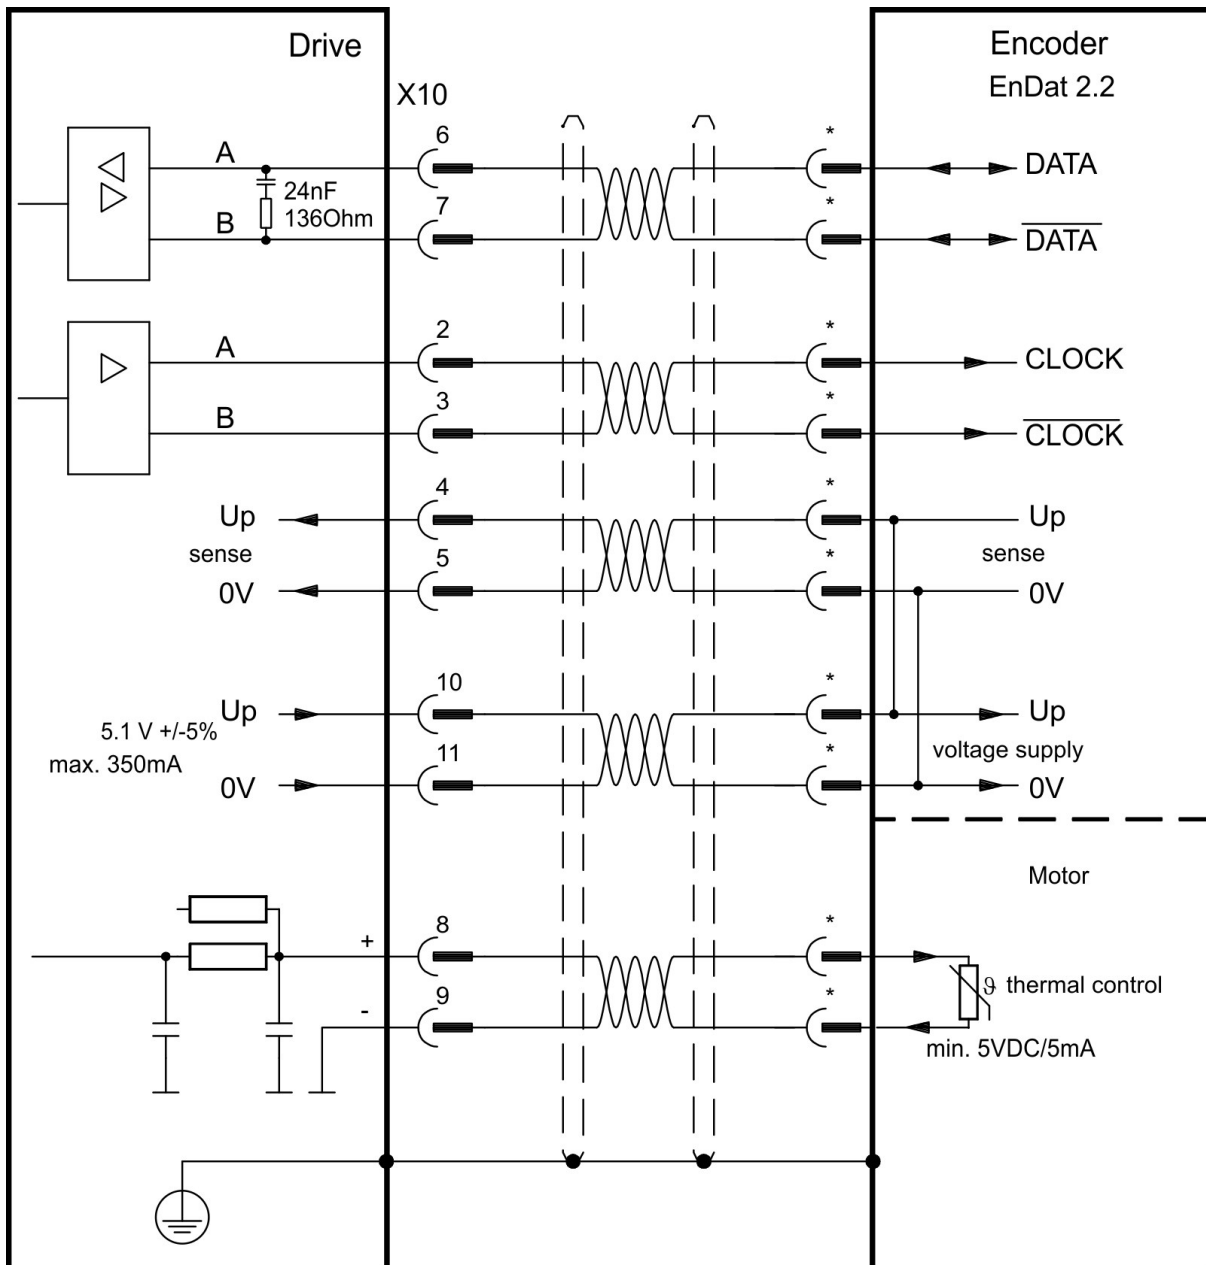 Drive
Encoder
EnDat 2.2
X10
A
6
*
DATA
24nF
136Ohm
B
7
*
DATA
A
2
*
CLOCK
B
3
*
CLOCK
Up
4
*
Up
sense
sense
0V
5
*
0V
Up
10
*
Up
5.1 V +/-5%
max. 350mA
voltage supply
0V
11
*
0V
Motor
+
8
*
ϑ thermal control
-
9
*
min. 5VDC/5mA